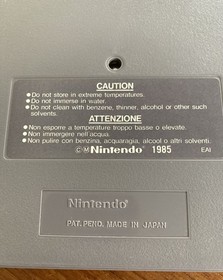 CAUTION
●Do not store in extreme temperatures.
●Do not immerse in water.
●Do not clean with benzene, thinner, alcohol or other such
solvents.
ATTENZIONE
●Non esporre a temperature troppo basse o elevate.
●Non immergere nell'acqua.
●Non pulire con benzina, acquaragia, alcool o altri solventi.
©ⓂNintendo® 1985 EAI
Nintendo®
PAT. PEND. MADE IN JAPAN